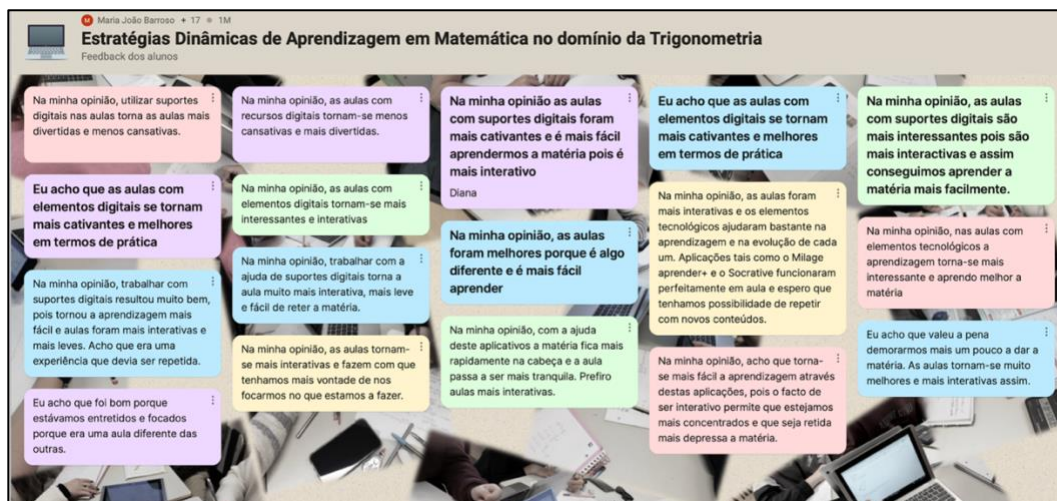 M Maria João Barroso + 17 1M
Estratégias Dinâmicas de Aprendizagem em Matemática no domínio da Trigonometria
Feedback dos alunos
Na minha opinião, utilizar suportes
digitais nas aulas torna as aulas mais
divertidas e menos cansativas.
Eu acho que as aulas com
elementos digitais se tornam
mais cativantes e melhores
em termos de prática
Na minha opinião, trabalhar com
suportes digitais resultou muito bem,
pois tornou a aprendizagem mais
fácil e aulas foram mais interativas e
mais leves. Acho que era uma
experiência que devia ser repetida.
Eu acho que foi bom porque
estávamos entretidos e focados
porque era uma aula diferente das
outras.
Na minha opinião, as aulas com
recursos digitais tornam-se menos
cansativas e mais divertidas.
Na minha opinião, as aulas com
elementos digitais tornam-se mais
interessantes e interativas
Na minha opinião, trabalhar com a
ajuda de suportes digitais torna a
aula muito mais interativa, mais leve
e fácil de reter a matéria.
Na minha opinião, as aulas tornam-
se mais interativas e fazem com que
tenhamos mais vontade de nos
focarmos no que estamos a fazer.
Na minha opinião as aulas
com suportes digitais foram
mais cativantes e é mais fácil
aprendermos a matéria pois é
mais interativo
Diana
Na minha opinião, as aulas
foram melhores porque é algo
diferente e é mais fácil
aprender
Na minha opinião, com a ajuda
deste aplicativos a matéria fica mais
rapidamente na cabeça e a aula
passa a ser mais tranquila. Prefiro
aulas mais interativas.
Eu acho que as aulas com
elementos digitais se tornam
mais cativantes e melhores
em termos de prática
Na minha opinião, as aulas foram
mais interativas e os elementos
tecnológicos ajudaram bastante na
aprendizagem e na evolução de cada
um. Aplicações tais como o Milage
aprender+ e o Socrative funcionaram
perfeitamente em aula e espero que
tenhamos possibilidade de repetir
com novos conteúdos.
Na minha opinião, acho que torna-
se mais fácil a aprendizagem através
destas aplicações, pois o facto de
ser interativo permite que estejamos
mais concentrados e que seja retida
mais depressa a matéria.
Na minha opinião, as aulas
com suportes digitais são
mais interessantes pois são
mais interactivas e assim
conseguimos aprender a
matéria mais facilmente.
Na minha opinião, nas aulas com
elementos tecnológicos a
aprendizagem torna-se mais
interessante e aprendo melhor a
matéria
Eu acho que valeu a pena
demorarmos mais um pouco a dar a
matéria. As aulas tornam-se muito
melhores e mais interativas assim.